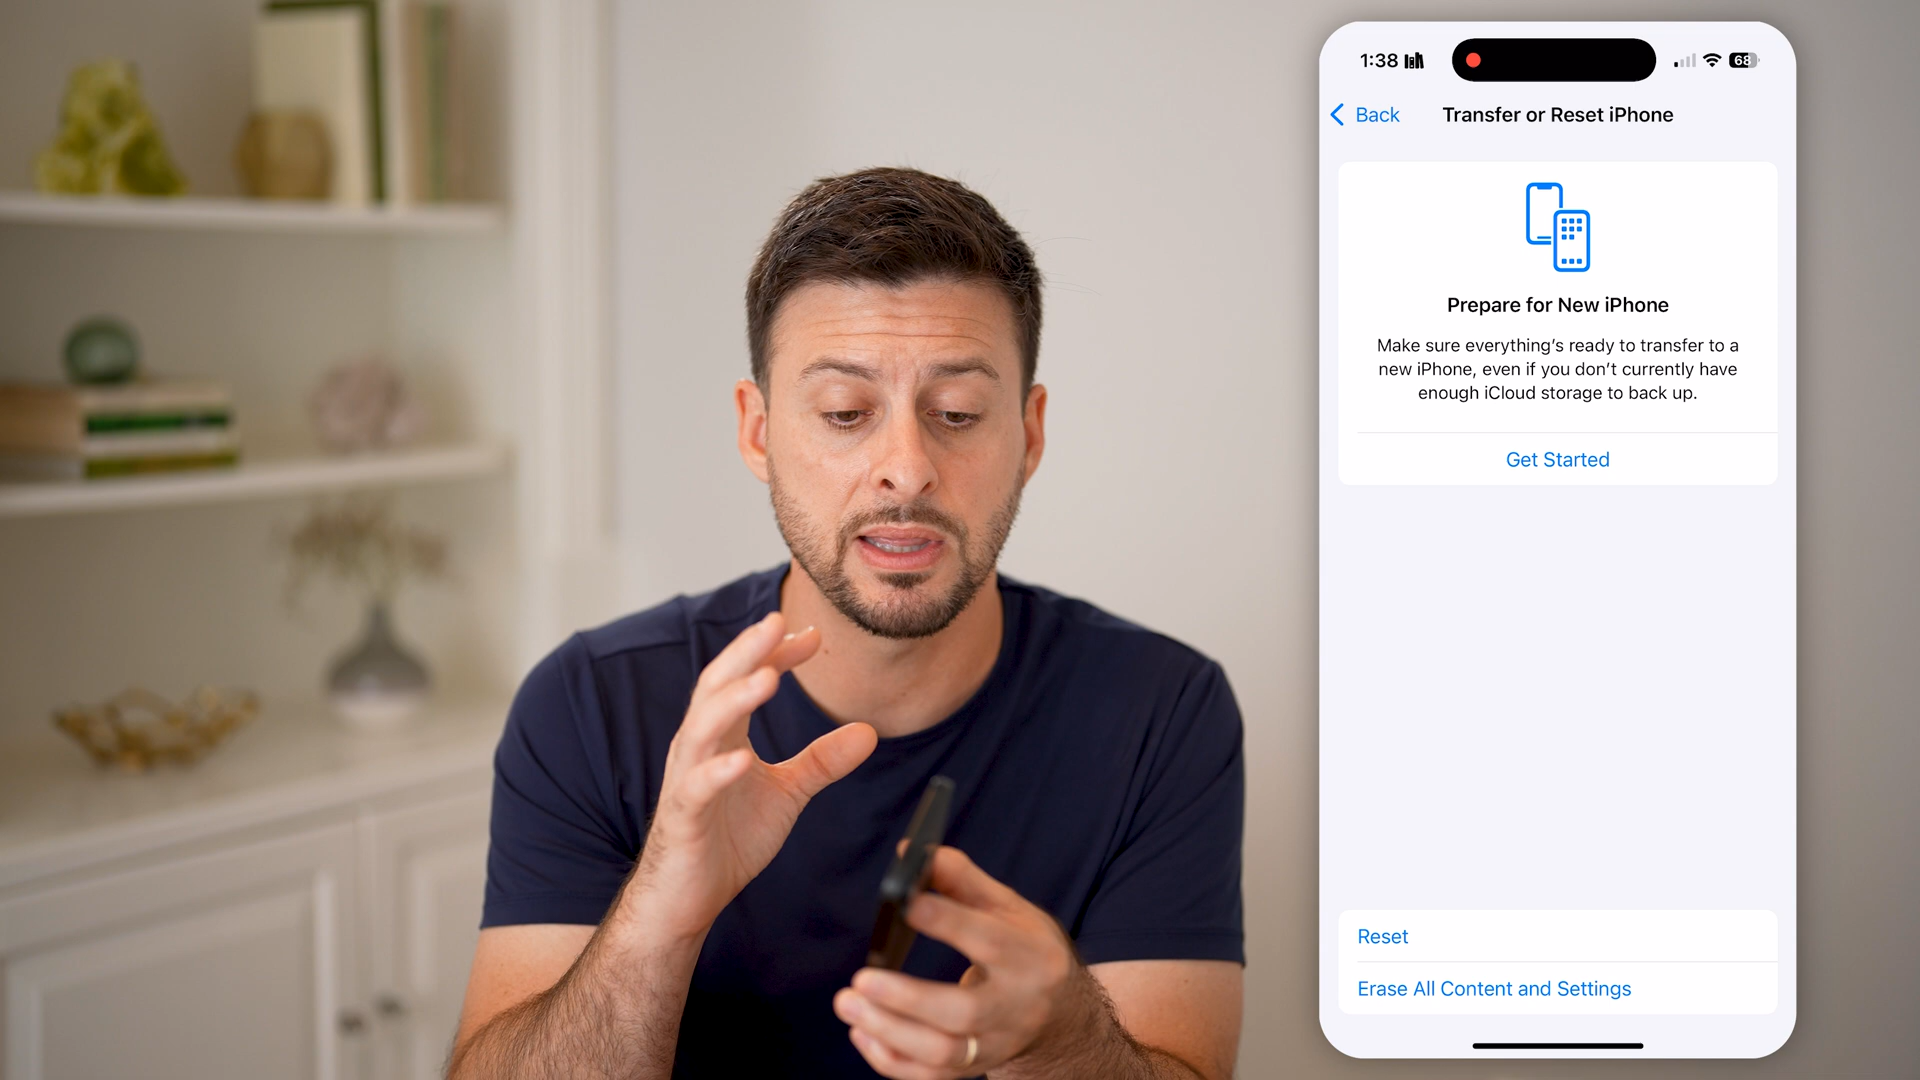 1:38
68
Back
Transfer or Reset iPhone
Prepare for New iPhone
Make sure everything's ready to transfer to a
new iPhone, even if you don't currently have
enough iCloud storage to back up.
Get Started
Reset
Erase All Content and Settings